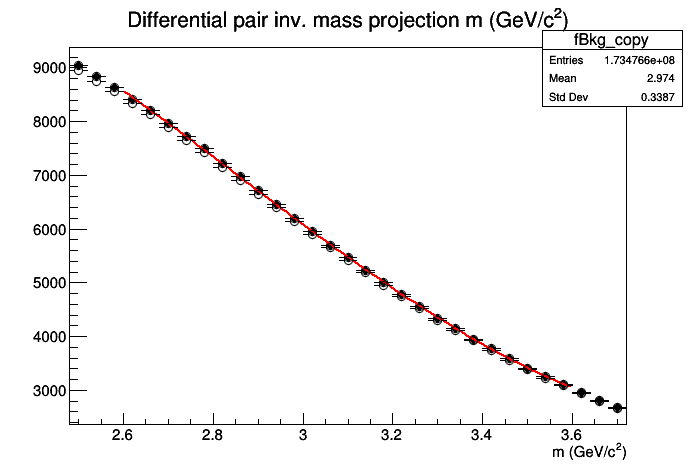 Differential pair inv. mass projection m (GeV/c²)
fBkg_copy
Entries 1.734766e+08
Mean 2.974
Std Dev 0.3387
9000
8000
7000
6000
5000
4000
3000
2.6 2.8 3 3.2 3.4 3.6
m (GeV/c²)